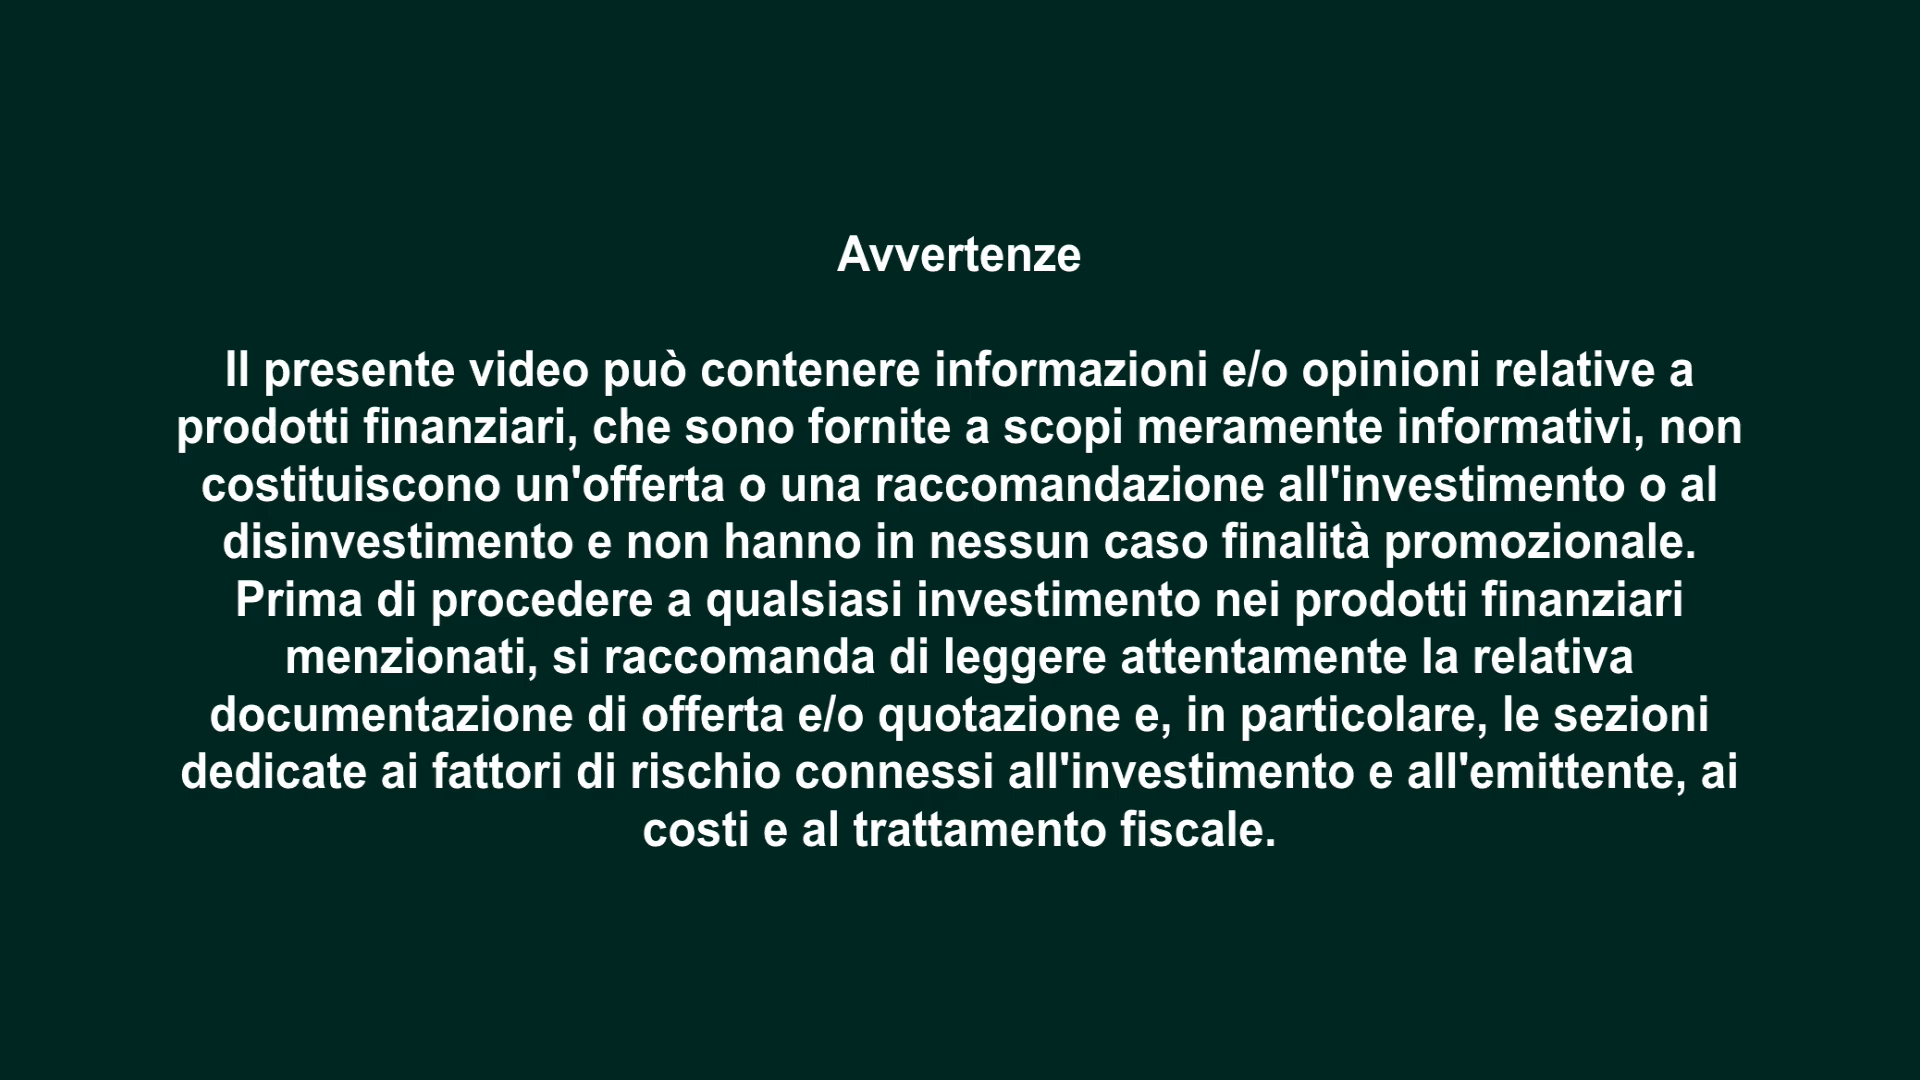 Avvertenze
Il presente video può contenere informazioni e/o opinioni relative a
prodotti finanziari, che sono fornite a scopi meramente informativi, non
costituiscono un'offerta o una raccomandazione all'investimento o al
disinvestimento e non hanno in nessun caso finalità promozionale.
Prima di procedere a qualsiasi investimento nei prodotti finanziari
menzionati, si raccomanda di leggere attentamente la relativa
documentazione di offerta e/o quotazione e, in particolare, le sezioni
dedicate ai fattori di rischio connessi all'investimento e all'emittente, ai
costi e al trattamento fiscale.